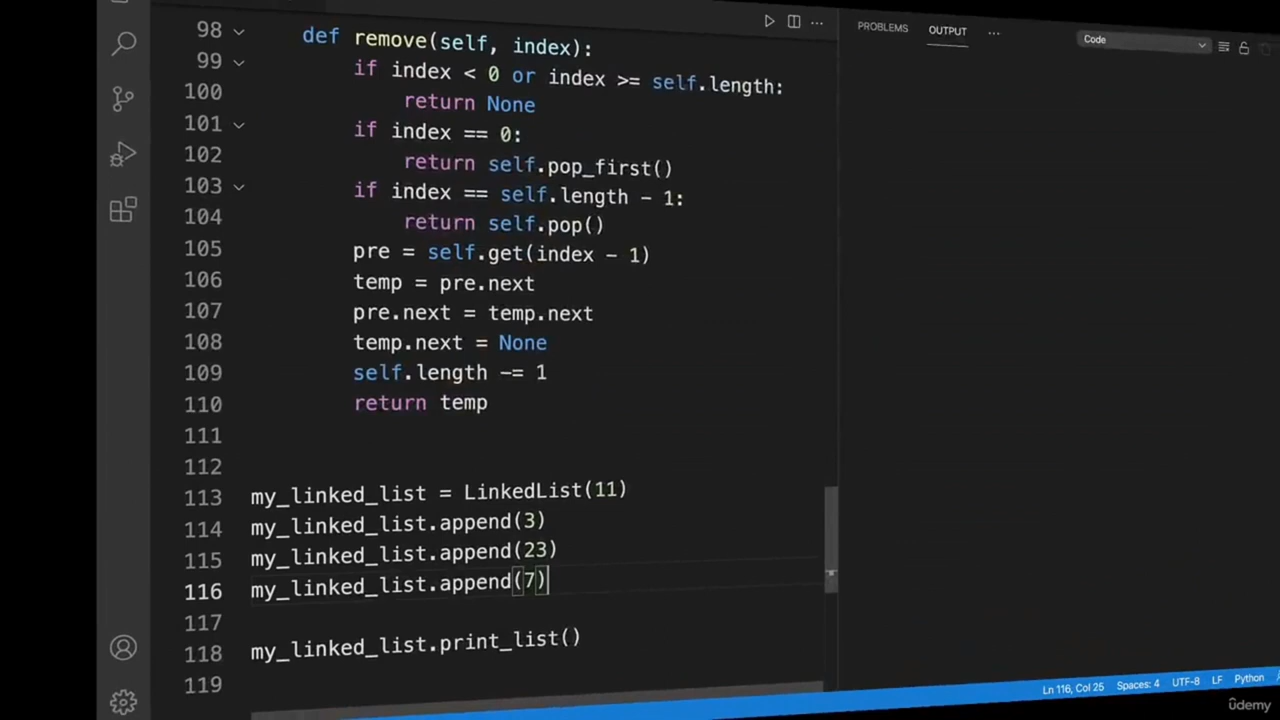 PROBLEMS OUTPUT ... Code
98 def remove(self, index):
99 if index < 0 or index >= self.length:
100 return None
101 if index == 0:
102 return self.pop_first()
103 if index == self.length - 1:
104 return self.pop()
105 pre = self.get(index - 1)
106 temp = pre.next
107 pre.next = temp.next
108 temp.next = None
109 self.length -= 1
110 return temp
111
112
113 my_linked_list = LinkedList(11)
114 my_linked_list.append(3)
115 my_linked_list.append(23)
116 my_linked_list.append(7)
117
118 my_linked_list.print_list()
119
Ln 116, Col 25 Spaces: 4 UTF-8 LF Python
ûdemy